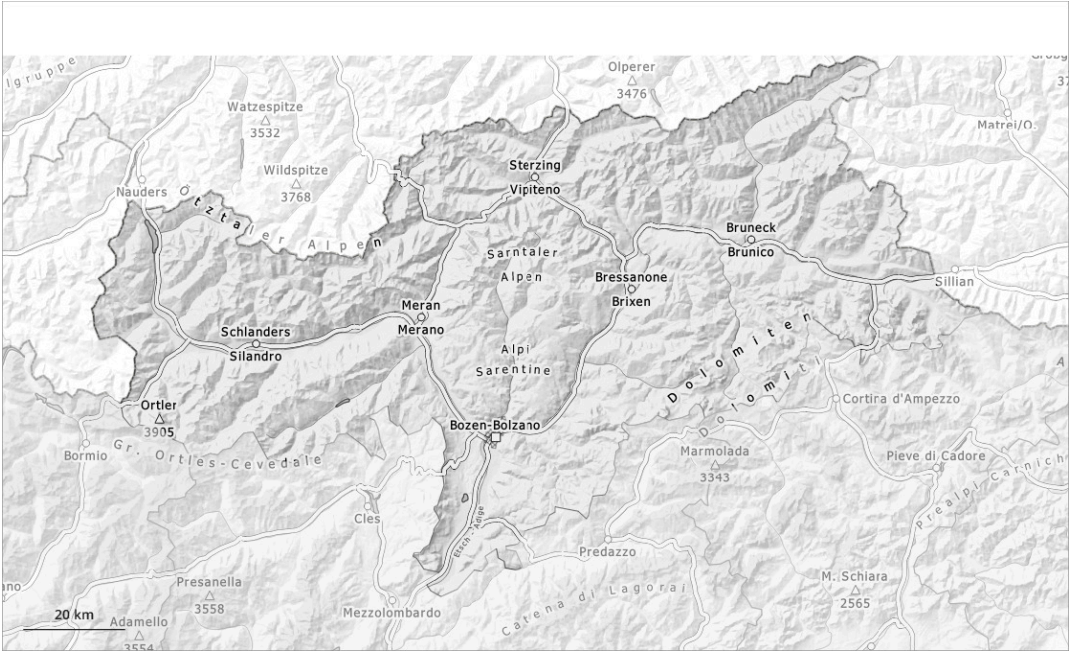 lgruppe
Olperer
3476
Watzespitze
3532
Matrei/O.
Sterzing
Vipiteno
Wildspitze
3768
Nauders
Ötztaler Alpen
Bruneck
Brunico
Sarntaler
Alpen
Bressanone
Brixen
Sillian
Meran
Merano
Schlanders
Silandro
Alpi
Sarentine
Dolomiten
Dolomiti
Ortler
3905
Cortira d'Ampezzo
Bozen-Bolzano
Gr. Ortles-Cevedale
Bormio
Marmolada
3343
Pieve di Cadore
Prealpi Carnich
Cles
Etsch - Adige
Predazzo
Presanella
3558
M. Schiara
2565
Mezzolombardo
Catena di Lagorai
20 km
Adamello
3554